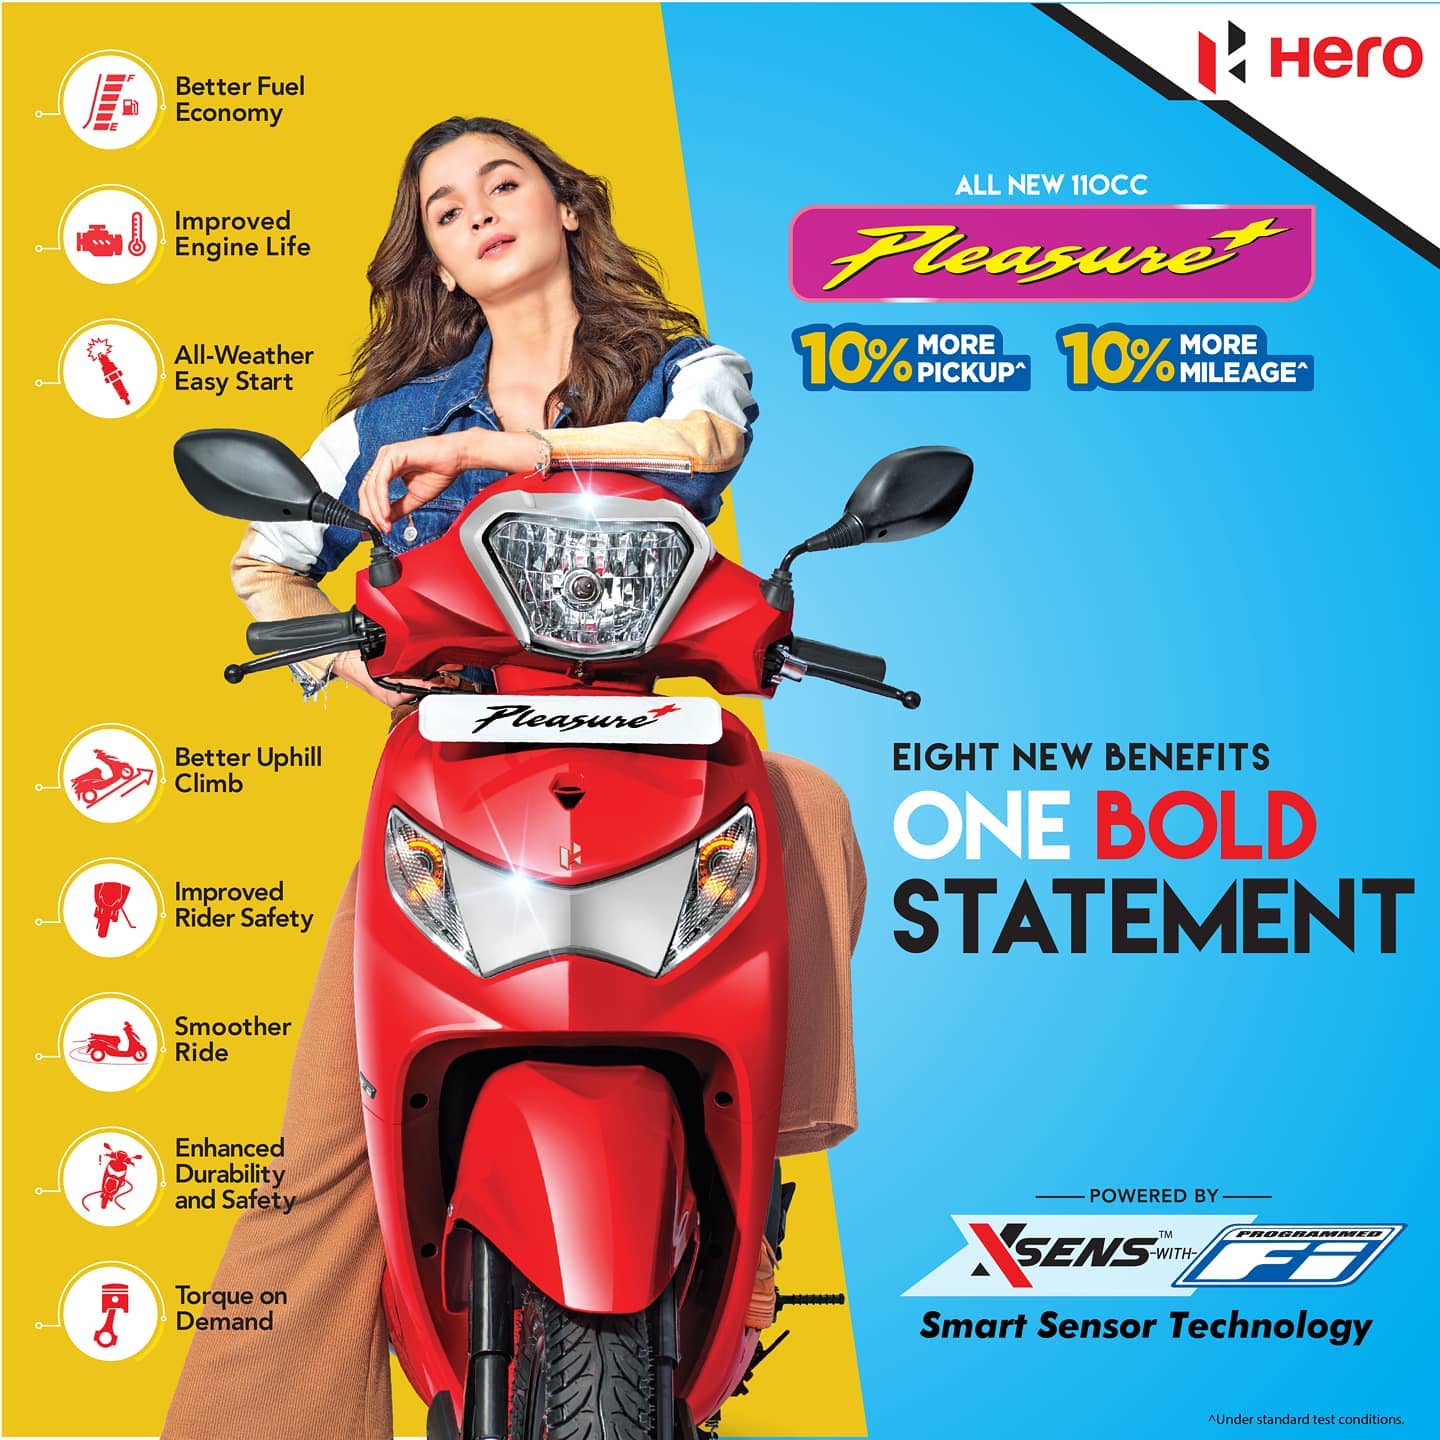 Hero
ALL NEW 110CC
Pleasure+
10% MORE PICKUP^
10% MORE MILEAGE^
Better Fuel
Economy
Improved
Engine Life
All-Weather
Easy Start
Better Uphill
Climb
Improved
Rider Safety
Smoother
Ride
Enhanced
Durability
and Safety
Torque on
Demand
F
E
Pleasure+
EIGHT NEW BENEFITS
ONE BOLD
STATEMENT
POWERED BY
XSENS™ -WITH- PROGRAMMED Fi
Smart Sensor Technology
^Under standard test conditions.